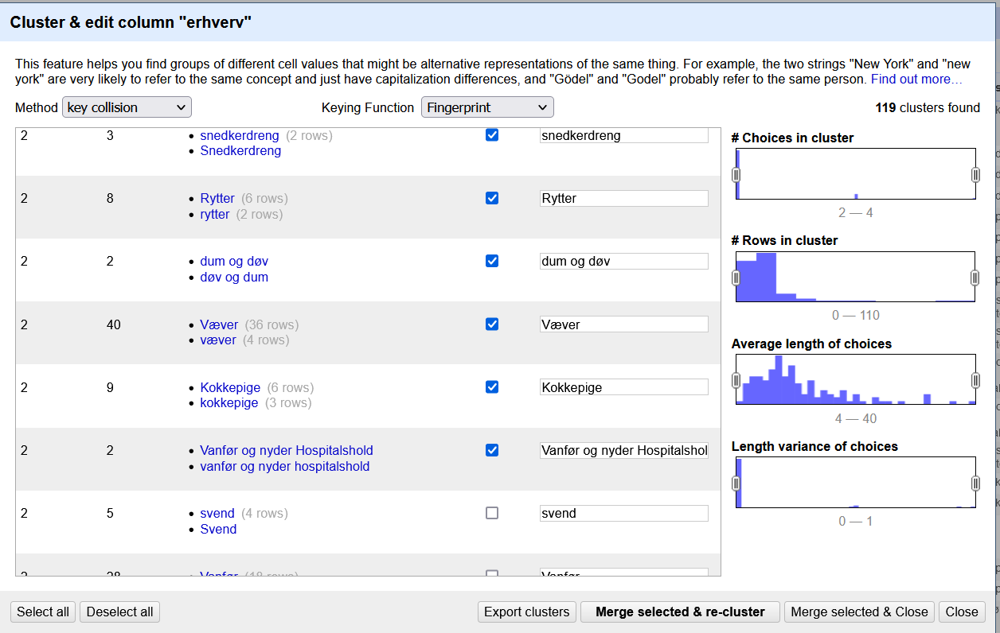 Cluster & edit column "erhverv"
This feature helps you find groups of different cell values that might be alternative representations of the same thing. For example, the two strings "New York" and "new
york" are very likely to refer to the same concept and just have capitalization differences, and "Gödel" and "Godel" probably refer to the same person. Find out more…
Method key collision Keying Function Fingerprint 119 clusters found
2 3 • snedkerdreng (2 rows) snedkerdreng
• Snedkerdreng
2 8 • Rytter (6 rows) Rytter
• rytter (2 rows)
2 2 • dum og døv dum og døv
• døv og dum
2 40 • Væver (36 rows) Væver
• væver (4 rows)
2 9 • Kokkepige (6 rows) Kokkepige
• kokkepige (3 rows)
2 2 • Vanfør og nyder Hospitalshold Vanfør og nyder Hospitalshol
• vanfør og nyder hospitalshold
2 5 • svend (4 rows) svend
• Svend
2 28 • Vanfør (18 rows) Vanfør
# Choices in cluster
2 — 4
# Rows in cluster
0 — 110
Average length of choices
4 — 40
Length variance of choices
0 — 1
Select all Deselect all Export clusters Merge selected & re-cluster Merge selected & Close Close